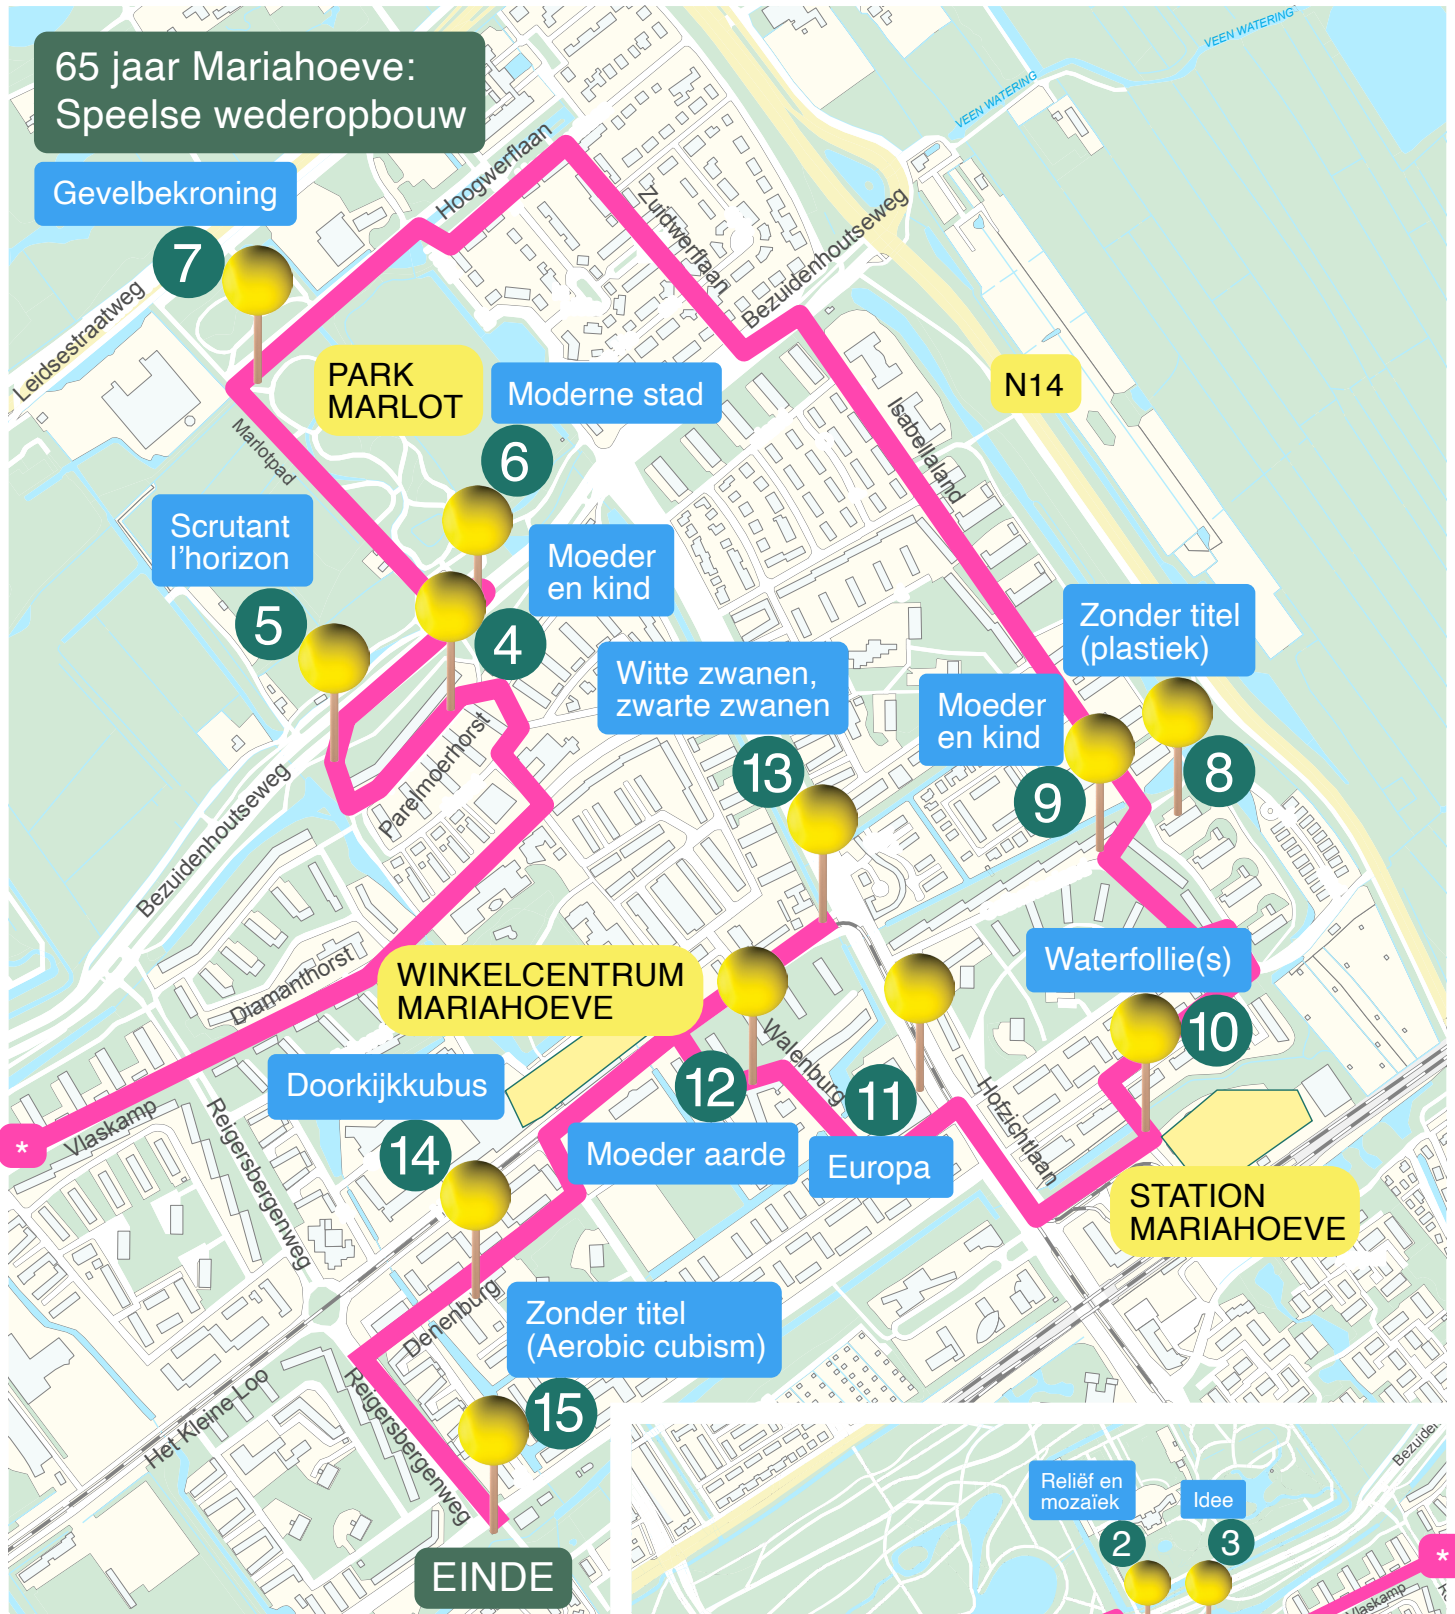 65 jaar Mariahoeve:
Speelse wederopbouw
VEEN WATERING
VEEN WATERING
Gevelbekroning
7
Hoogwerflaan
Zuidwerflaan
Bezuidenhoutseweg
Leidsestraatweg
PARK
MARLOT
Moderne stad
6
N14
Isabellaland
Marlotpad
Scrutant
l'horizon
5
Moeder
en kind
4
Zonder titel
(plastiek)
8
Witte zwanen,
zwarte zwanen
13
Moeder
en kind
9
Parelmoerhorst
Bezuidenhoutseweg
Diamanthorst
WINKELCENTRUM
MARIAHOEVE
Waterfollie(s)
10
Walenburg
12
11
Hofzichtlaan
Doorkijkkubus
14
Moeder aarde
Europa
*
Vlaskamp
Reigersbergenweg
STATION
MARIAHOEVE
Denenburg
Zonder titel
(Aerobic cubism)
15
Het Kleine Loo
Reigersbergenweg
EINDE
Reliëf en
mozaïek
2
Idee
3
*
Vlaskamp